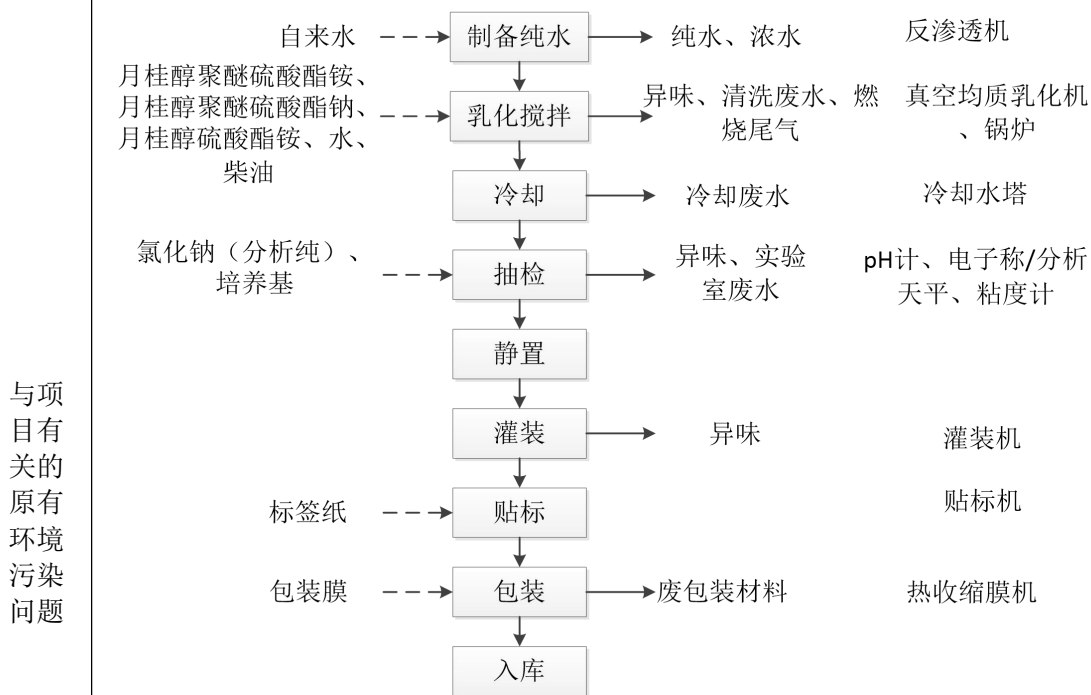 自来水
制备纯水
纯水、浓水
反渗透机
月桂醇聚醚硫酸酯铵、
月桂醇聚醚硫酸酯钠、
月桂醇硫酸酯铵、水、
柴油
乳化搅拌
异味、清洗废水、燃
烧尾气
真空均质乳化机
、锅炉
冷却
冷却废水
冷却水塔
氯化钠（分析纯）、
培养基
抽检
异味、实验
室废水
pH计、电子称/分析
天平、粘度计
静置
灌装
异味
灌装机
标签纸
贴标
贴标机
包装膜
包装
废包装材料
热收缩膜机
入库
与项
目有
关的
原有
环境
污染
问题